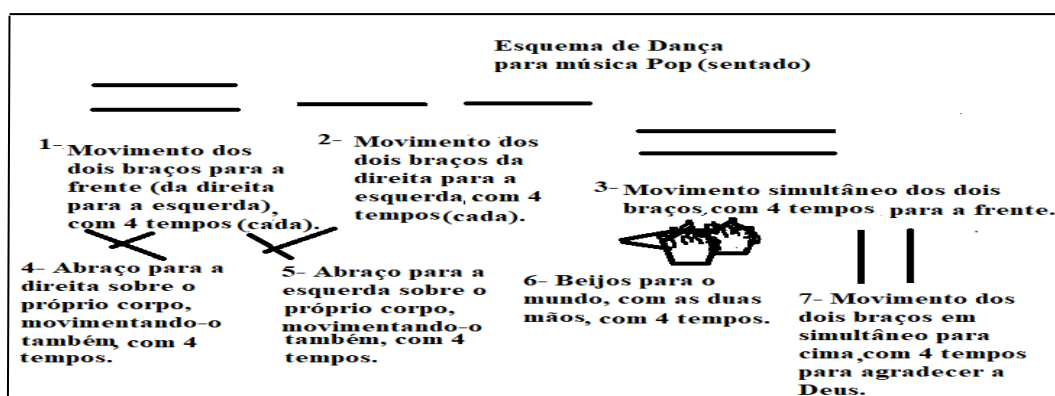 Esquema de Dança
para música Pop (sentado)
1- Movimento dos
dois braços para a
frente (da direita
para a esquerda),
com 4 tempos (cada).
2- Movimento dos
dois braços da
direita para a
esquerda, com 4
tempos (cada).
3- Movimento simultâneo dos dois
braços, com 4 tempos para a frente.
4- Abraço para a
direita sobre o
próprio corpo,
movimentando-o
também, com 4
tempos.
5- Abraço para a
esquerda sobre o
próprio corpo,
movimentando-o
também, com 4
tempos.
6- Beijos para o
mundo, com as duas
mãos, com 4 tempos.
7- Movimento dos
dois braços em
simultâneo para
cima, com 4 tempos
para agradecer a
Deus.